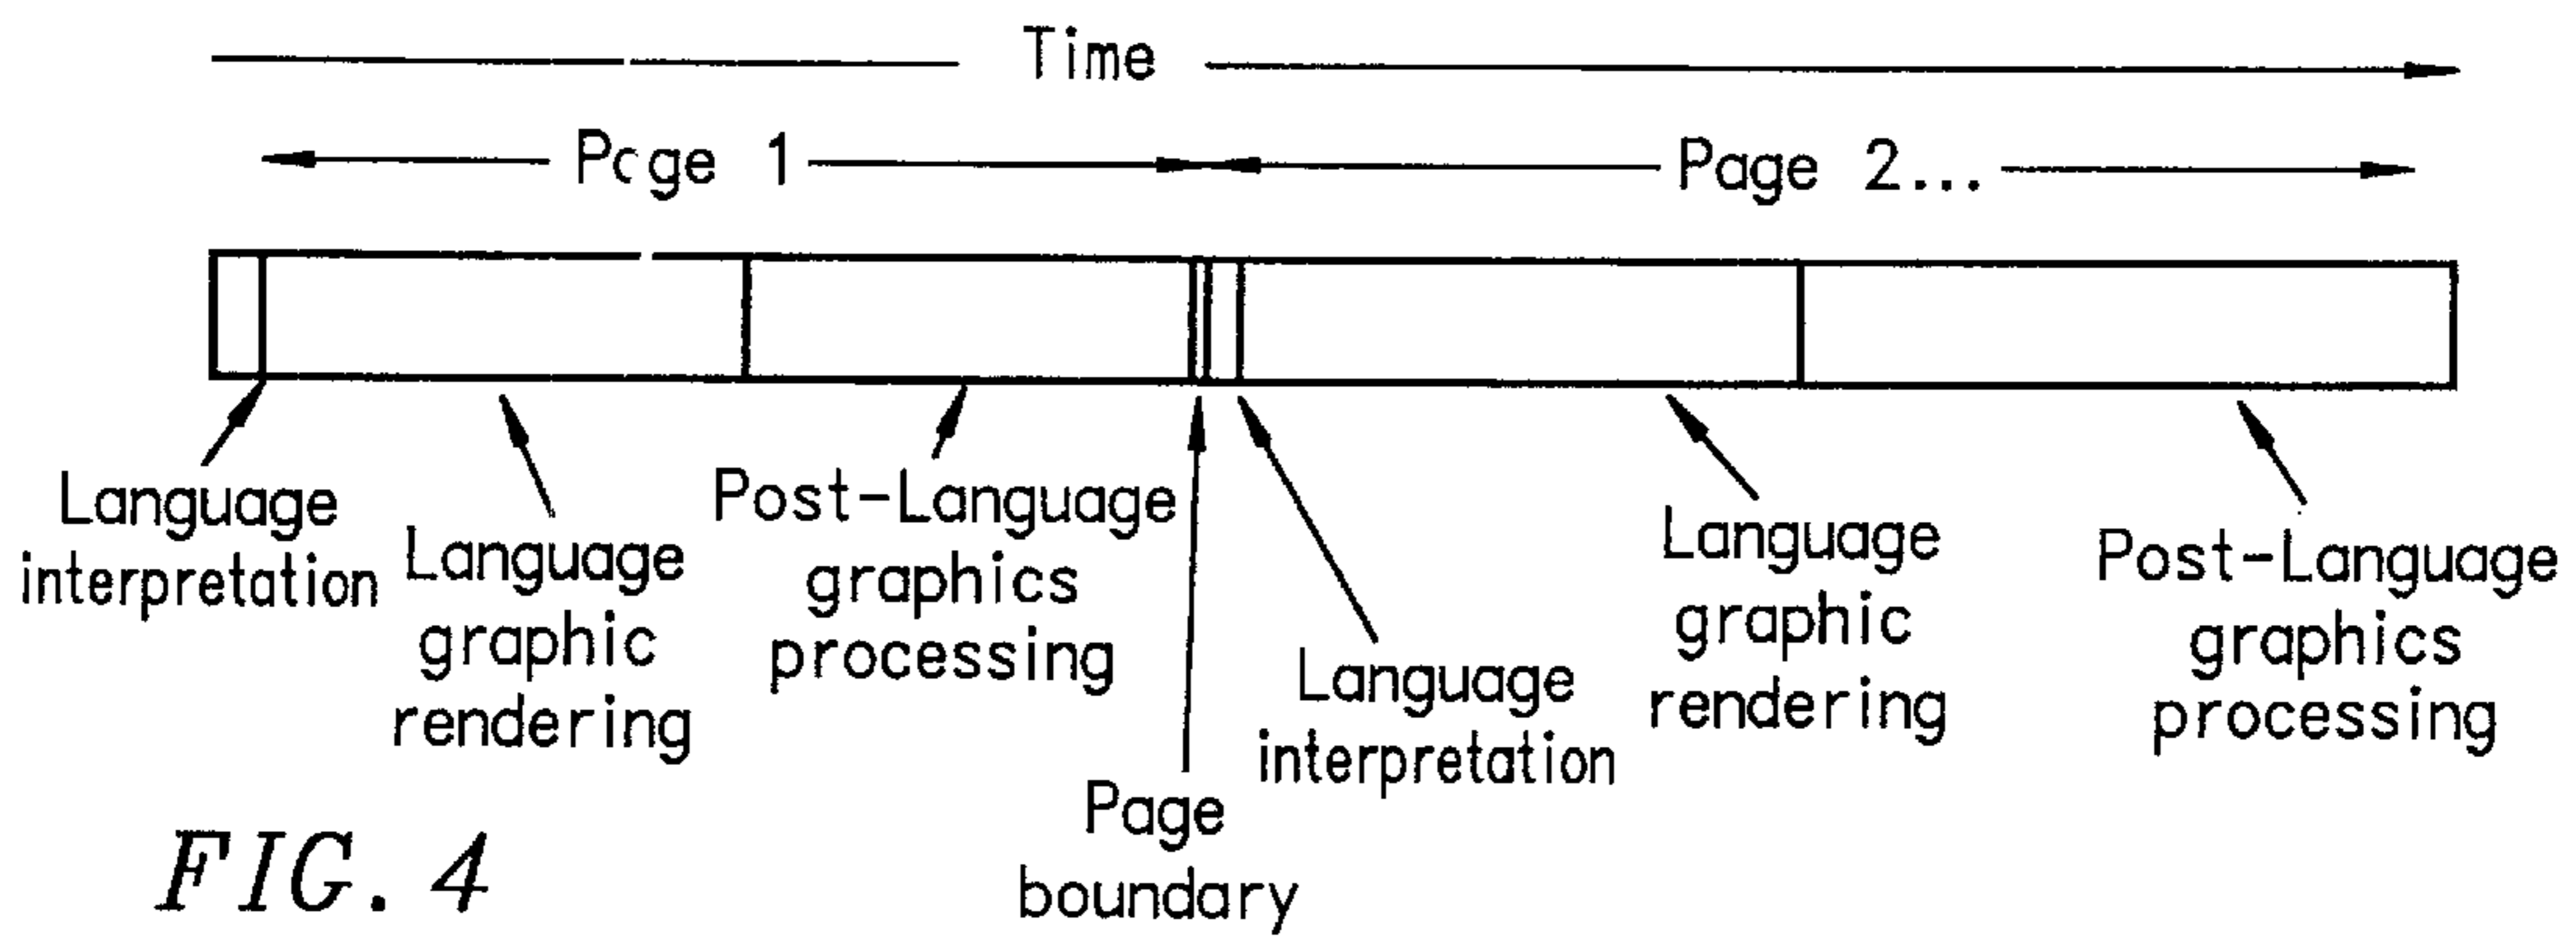 Time
Page 1
Page 2...
Language
interpretation
Language
graphic
rendering
Post-Language
graphics
processing
Page
boundary
Language
interpretation
Language
graphic
rendering
Post-Language
graphics
processing
FIG. 4